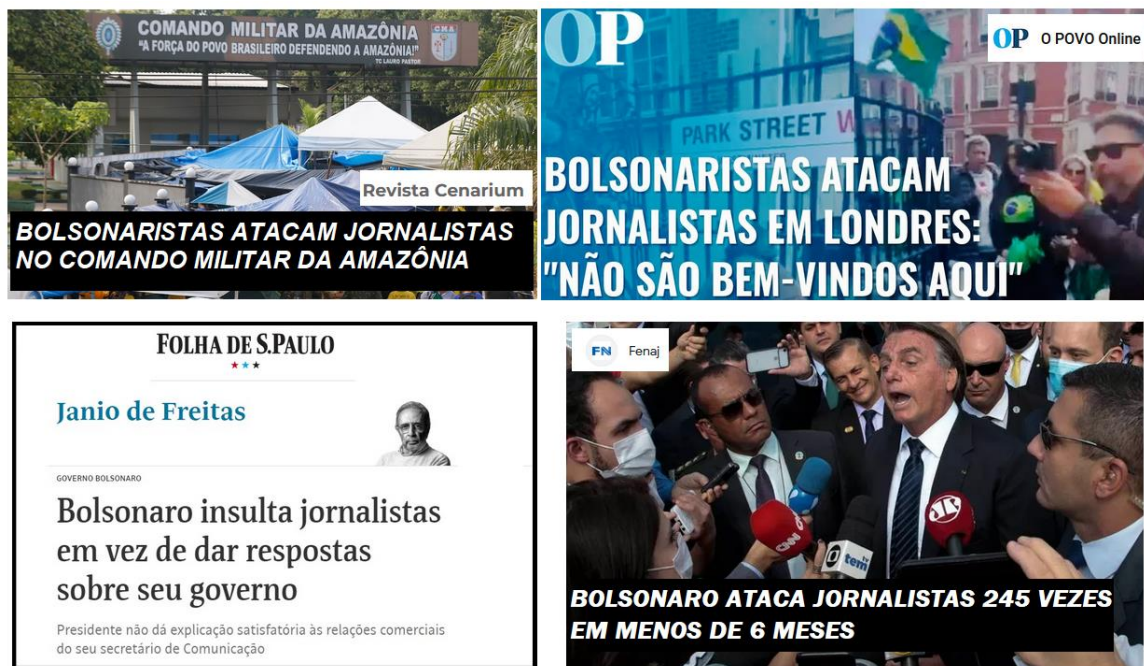 COMANDO MILITAR DA AMAZÔNIA
"A FORÇA DO POVO BRASILEIRO DEFENDENDO A AMAZÔNIA!"
TC LAURO PASTOR
CMA
Revista Cenarium
BOLSONARISTAS ATACAM JORNALISTAS
NO COMANDO MILITAR DA AMAZÔNIA
OP
OP O POVO Online
PARK STREET W
BOLSONARISTAS ATACAM
JORNALISTAS EM LONDRES:
"NÃO SÃO BEM-VINDOS AQUI"
FOLHA DE S.PAULO
Janio de Freitas
GOVERNO BOLSONARO
Bolsonaro insulta jornalistas
em vez de dar respostas
sobre seu governo
Presidente não dá explicação satisfatória às relações comerciais
do seu secretário de Comunicação
FN Fenaj
CNN
tem
BOLSONARO ATACA JORNALISTAS 245 VEZES
EM MENOS DE 6 MESES